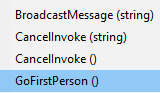 BroadcastMessage (string)
CancelInvoke (string)
CancelInvoke ()
GoFirstPerson ()